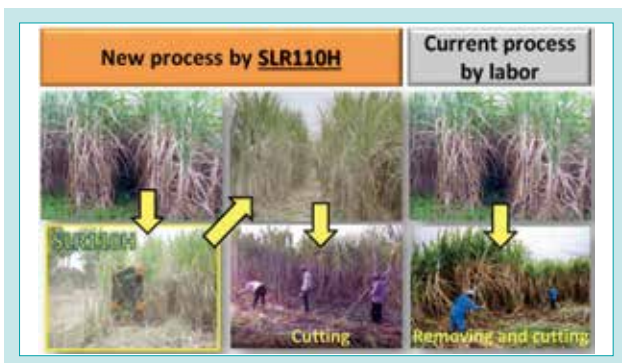 New process by SLR110H
Current process
by labor
SLR110H
Cutting
Removing and cutting